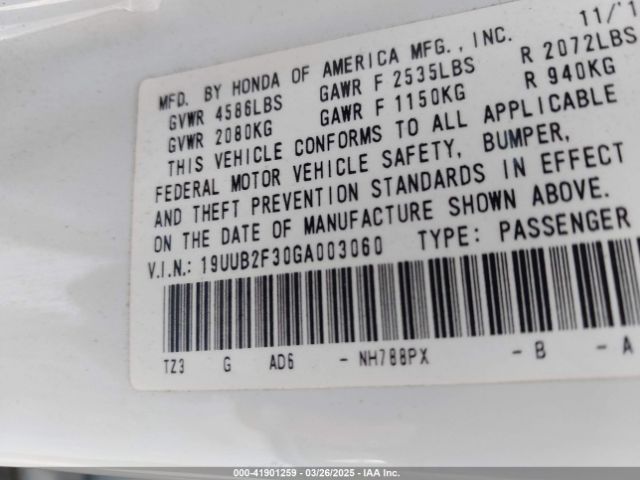 11/'1
MFD. BY HONDA OF AMERICA MFG., INC.
GVWR 4586LBS GAWR F 2535LBS R 2072LBS
GVWR 2080KG GAWR F 1150KG R 940KG
THIS VEHICLE CONFORMS TO ALL APPLICABLE
FEDERAL MOTOR VEHICLE SAFETY, BUMPER,
AND THEFT PREVENTION STANDARDS IN EFFECT
ON THE DATE OF MANUFACTURE SHOWN ABOVE.
V.I.N.: 19UUB2F30GA003060 TYPE: PASSENGER
TZ3 G AD6 - NH788PX - B - A
000-41901259 | 03/26/2025 - IAA Inc.